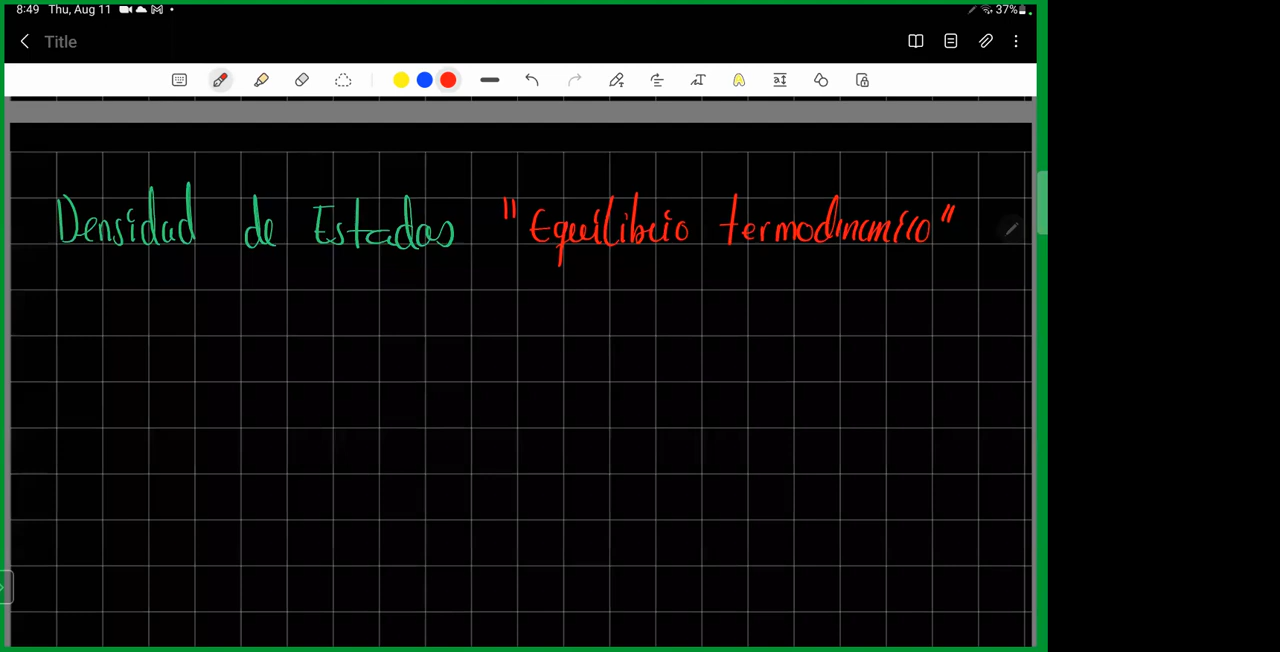 8:49 Thu, Aug 11 37%
Title
Densidad de Estados "Equilibrio termodinamico"